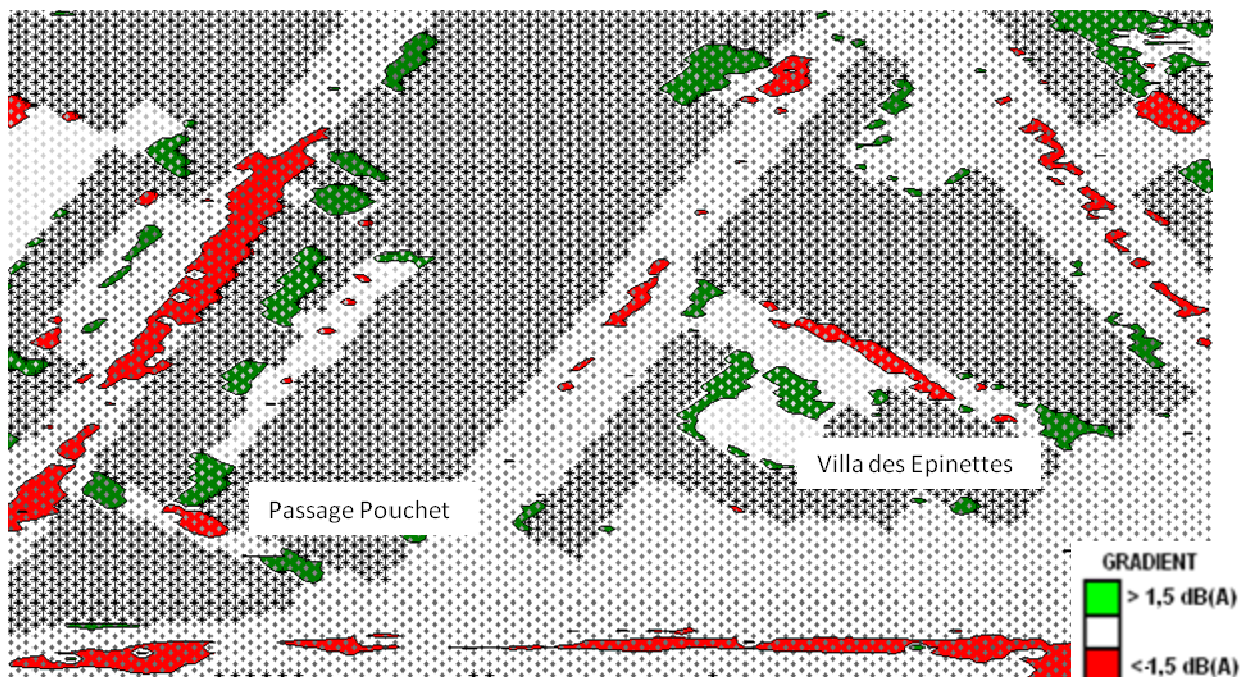 Villa des Epinettes
Passage Pouchet
GRADIENT
> 1,5 dB(A)
<-1,5 dB(A)